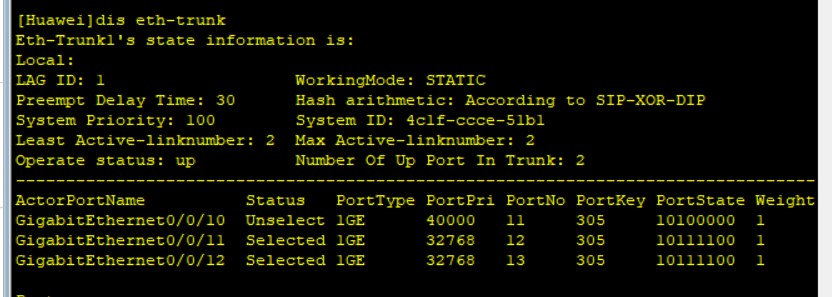 [Huawei]dis eth-trunk
Eth-Trunk1's state information is:
Local:
LAG ID: 1                   WorkingMode: STATIC
Preempt Delay Time: 30      Hash arithmetic: According to SIP-XOR-DIP
System Priority: 100        System ID: 4c1f-ccce-51b1
Least Active-linknumber: 2  Max Active-linknumber: 2
Operate status: up          Number Of Up Port In Trunk: 2
--------------------------------------------------------------------------------
ActorPortName          Status   PortType PortPri PortNo PortKey PortState Weight
GigabitEthernet0/0/10  Unselect 1GE      40000   11     305     10100000  1
GigabitEthernet0/0/11  Selected 1GE      32768   12     305     10111100  1
GigabitEthernet0/0/12  Selected 1GE      32768   13     305     10111100  1